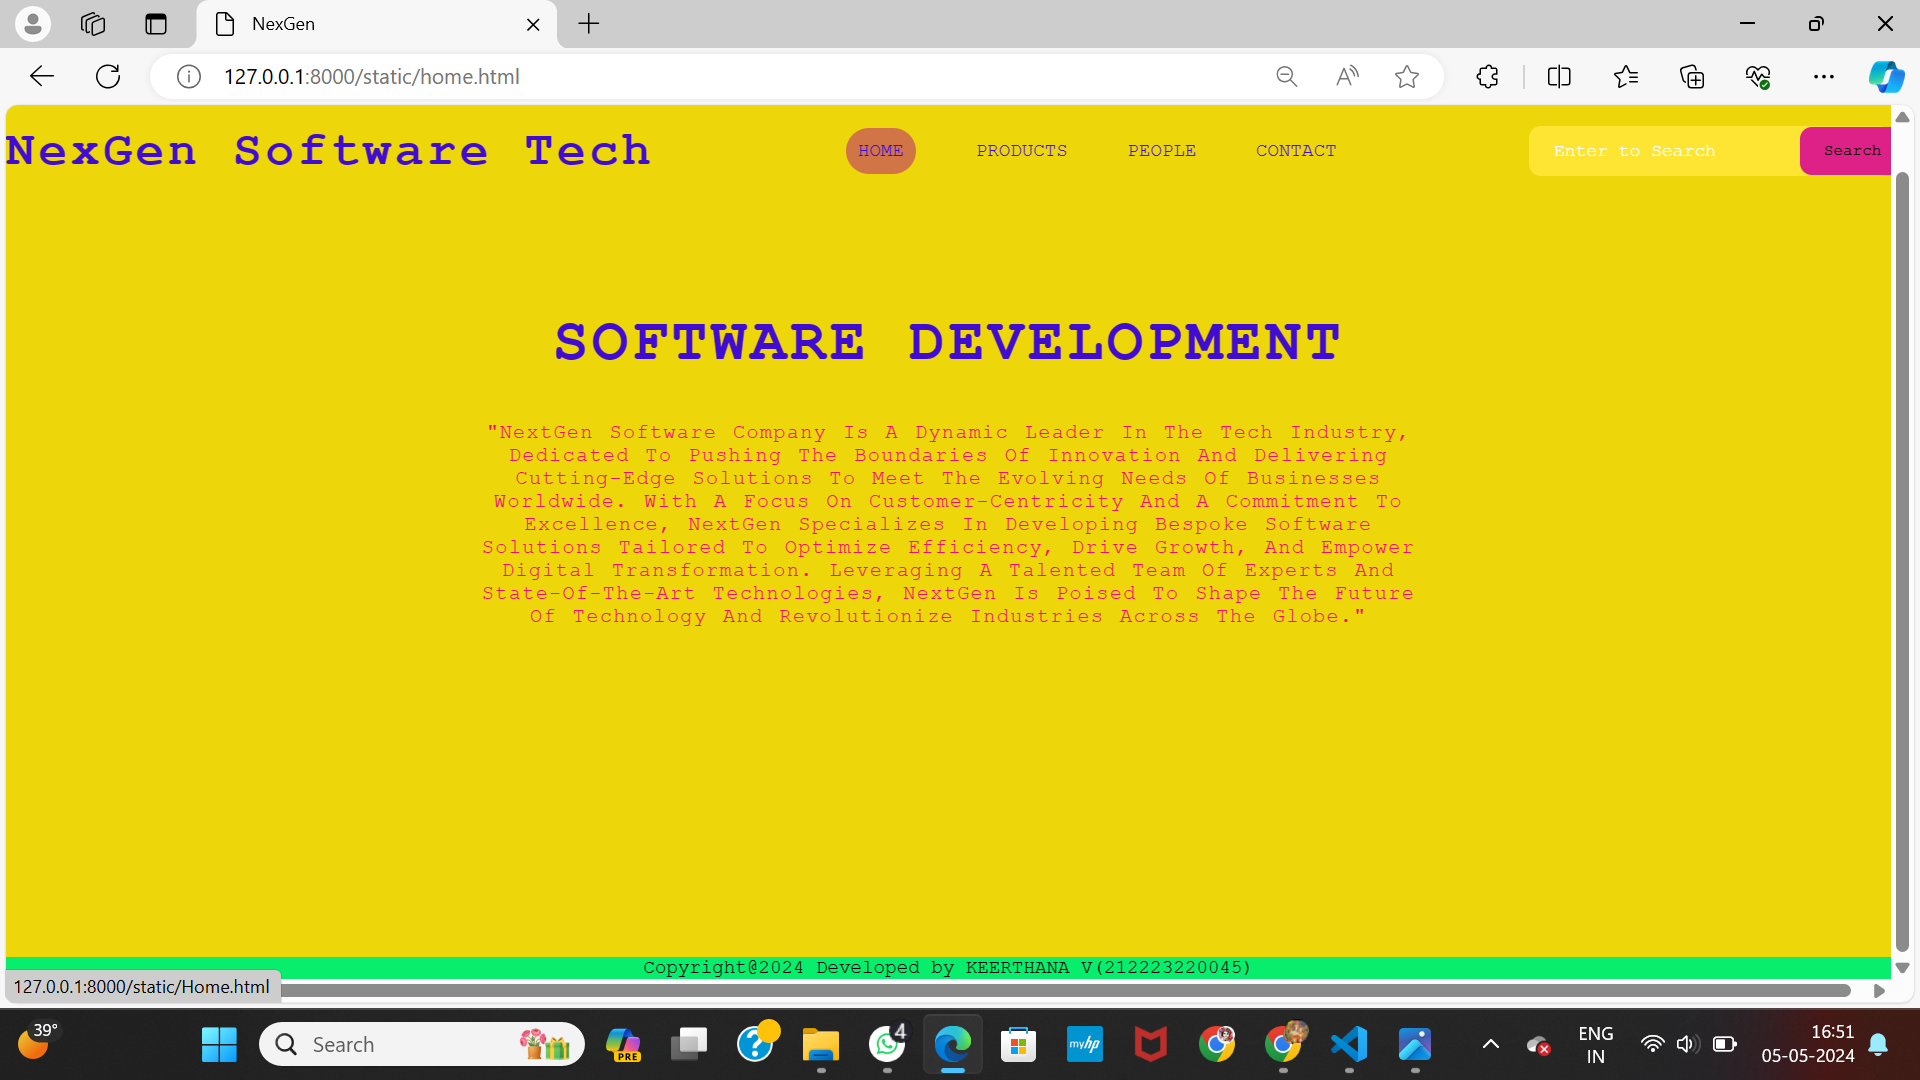 NexGen
127.0.0.1:8000/static/home.html
NexGen Software Tech
HOME
PRODUCTS
PEOPLE
CONTACT
Enter to Search
Search
SOFTWARE DEVELOPMENT
"NextGen Software Company Is A Dynamic Leader In The Tech Industry,
Dedicated To Pushing The Boundaries Of Innovation And Delivering
Cutting-Edge Solutions To Meet The Evolving Needs Of Businesses
Worldwide. With A Focus On Customer-Centricity And A Commitment To
Excellence, NextGen Specializes In Developing Bespoke Software
Solutions Tailored To Optimize Efficiency, Drive Growth, And Empower
Digital Transformation. Leveraging A Talented Team Of Experts And
State-Of-The-Art Technologies, NextGen Is Poised To Shape The Future
Of Technology And Revolutionize Industries Across The Globe."
Copyright@2024 Developed by KEERTHANA V(212223220045)
127.0.0.1:8000/static/Home.html
39°
Search
PRE
4
myhp
ENG
IN
16:51
05-05-2024